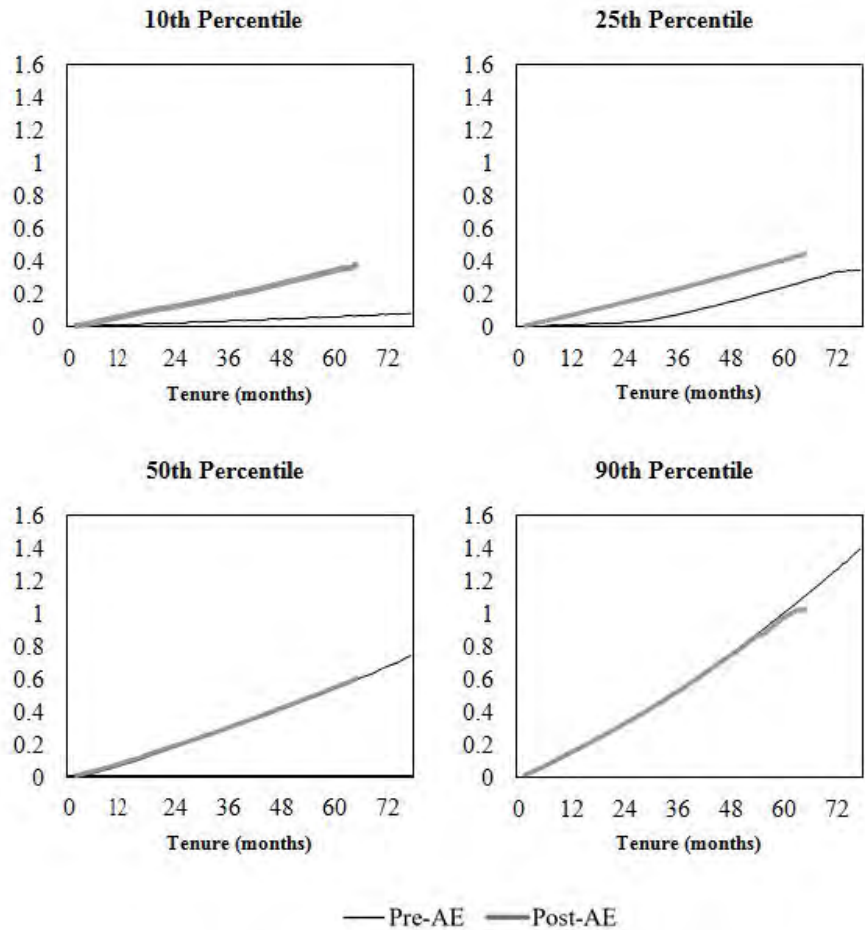 10th Percentile
1.6
1.4
1.2
1
0.8
0.6
0.4
0.2
0
0 12 24 36 48 60 72
Tenure (months)
25th Percentile
1.6
1.4
1.2
1
0.8
0.6
0.4
0.2
0
0 12 24 36 48 60 72
Tenure (months)
50th Percentile
1.6
1.4
1.2
1
0.8
0.6
0.4
0.2
0
0 12 24 36 48 60 72
Tenure (months)
90th Percentile
1.6
1.4
1.2
1
0.8
0.6
0.4
0.2
0
0 12 24 36 48 60 72
Tenure (months)
Pre-AE Post-AE